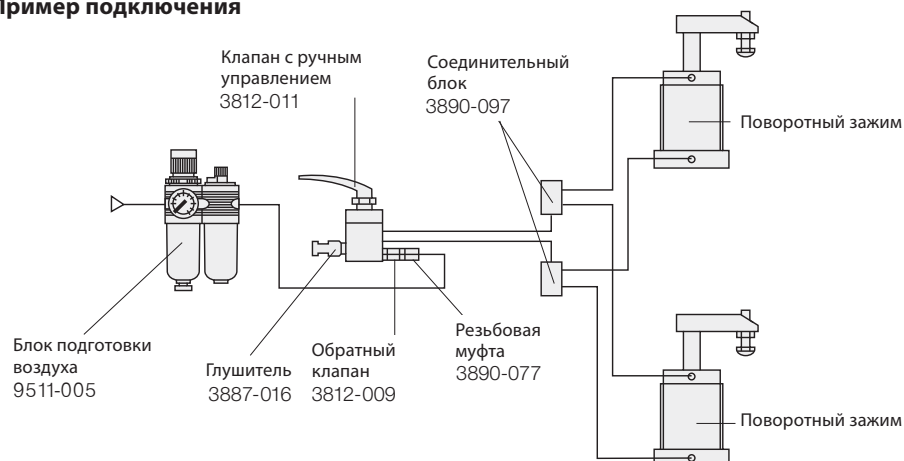 Пример подключения
Клапан с ручным
управлением
3812-011
Соединительный
блок
3890-097
Поворотный зажим
Блок подготовки
воздуха
9511-005
Глушитель
3887-016
Обратный
клапан
3812-009
Резьбовая
муфта
3890-077
Поворотный зажим